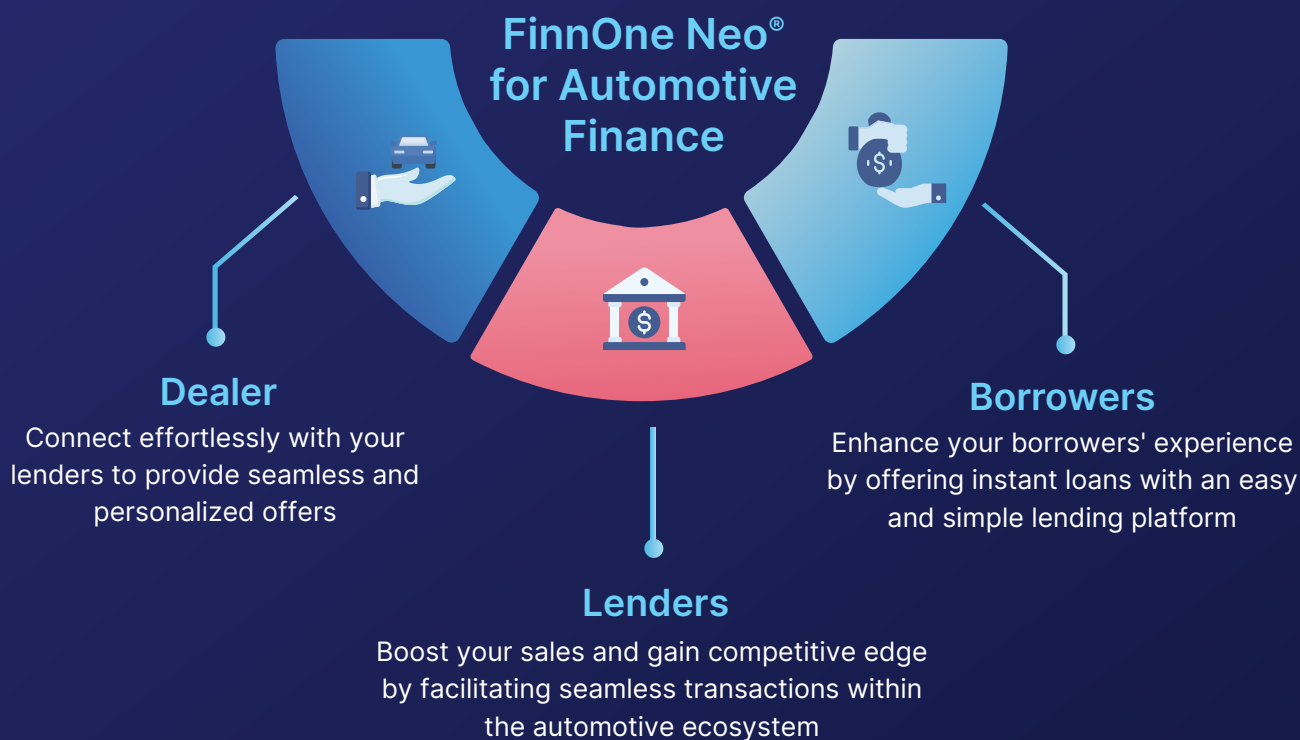 FinnOne Neo®
for Automotive
Finance
Dealer
Connect effortlessly with your
lenders to provide seamless and
personalized offers
Lenders
Boost your sales and gain competitive edge
by facilitating seamless transactions within
the automotive ecosystem
Borrowers
Enhance your borrowers' experience
by offering instant loans with an easy
and simple lending platform